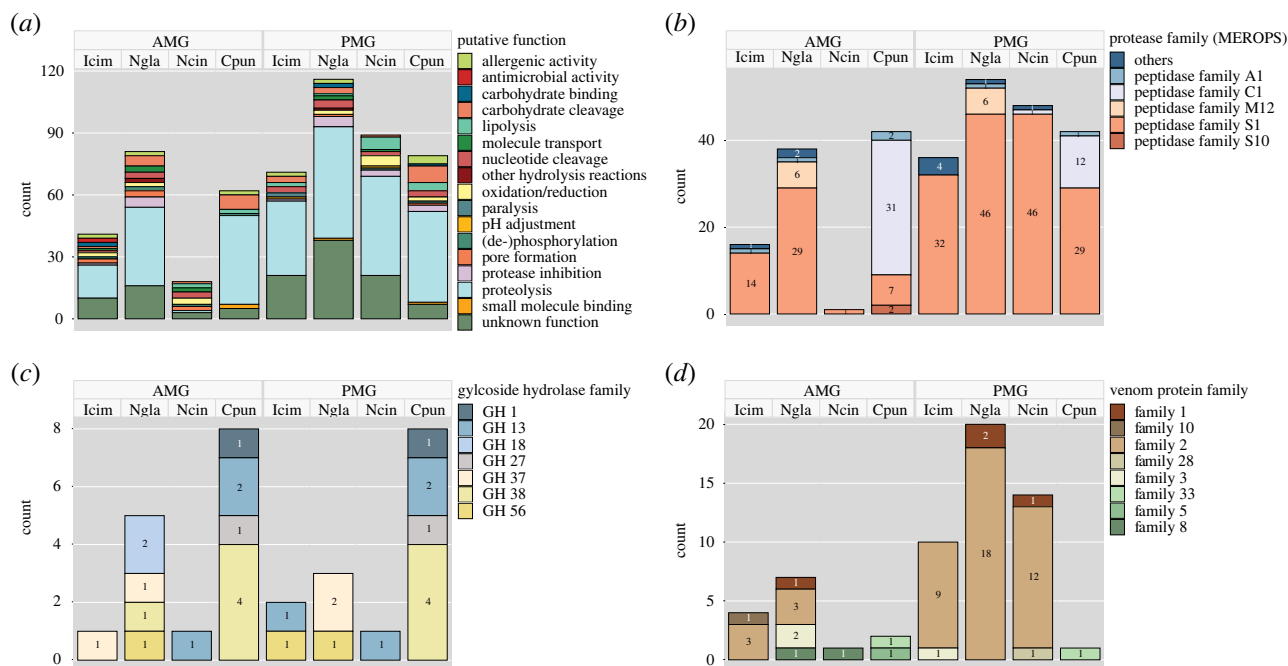 (a)
AMG PMG
Icim Ngla Ncin Cpun Icim Ngla Ncin Cpun
putative function
allergenic activity
antimicrobial activity
carbohydrate binding
carbohydrate cleavage
lipolysis
molecule transport
nucleotide cleavage
other hydrolysis reactions
oxidation/reduction
paralysis
pH adjustment
(de-)phosphorylation
pore formation
protease inhibition
proteolysis
small molecule binding
unknown function
count
120
90
60
30
0
(b)
AMG PMG
Icim Ngla Ncin Cpun Icim Ngla Ncin Cpun
protease family (MEROPS)
others
peptidase family A1
peptidase family C1
peptidase family M12
peptidase family S1
peptidase family S10
count
40
20
0
1
1
14
2
1
6
29
1
2
31
7
2
4
32
1
1
6
46
1
1
46
1
12
29
(c)
AMG PMG
Icim Ngla Ncin Cpun Icim Ngla Ncin Cpun
gylcoside hydrolase family
GH 1
GH 13
GH 18
GH 27
GH 37
GH 38
GH 56
count
8
6
4
2
0
1
2
1
1
1
1
1
2
1
4
1
1
2
1
1
1
2
1
4
(d)
AMG PMG
Icim Ngla Ncin Cpun Icim Ngla Ncin Cpun
venom protein family
family 1
family 10
family 2
family 28
family 3
family 33
family 5
family 8
count
20
15
10
5
0
1
3
1
3
2
1
1
1
1
9
1
2
18
1
12
1
1